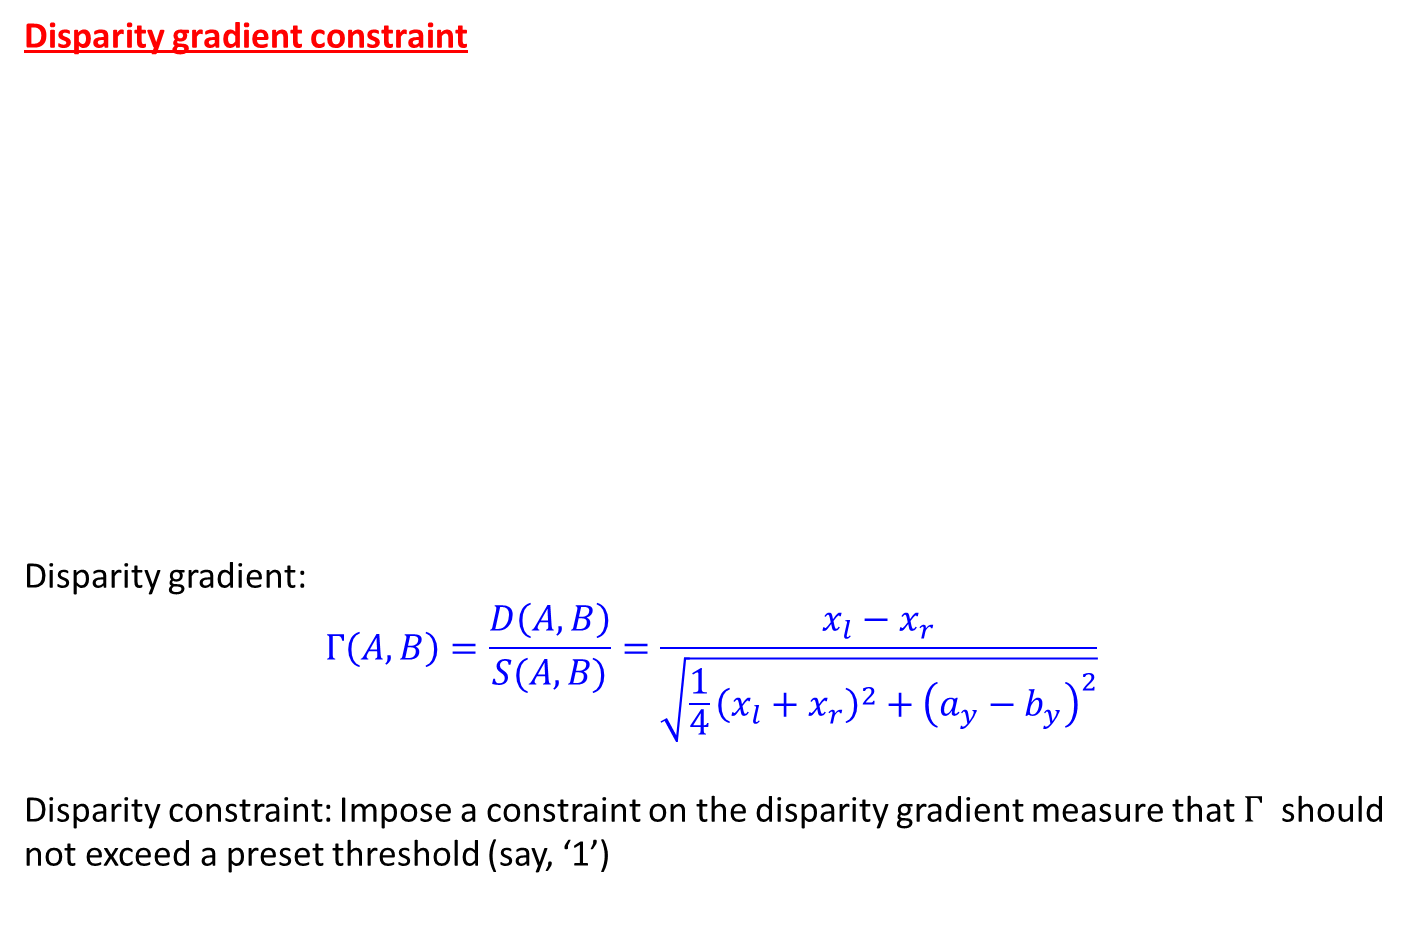 Disparity gradient constraint
Disparity gradient:
Γ(A, B) = D(A, B) / S(A, B) = (x_l − x_r) / √(1/4 (x_l + x_r)² + (a_y − b_y)²)
Disparity constraint: Impose a constraint on the disparity gradient measure that Γ should
not exceed a preset threshold (say, ‘1’)